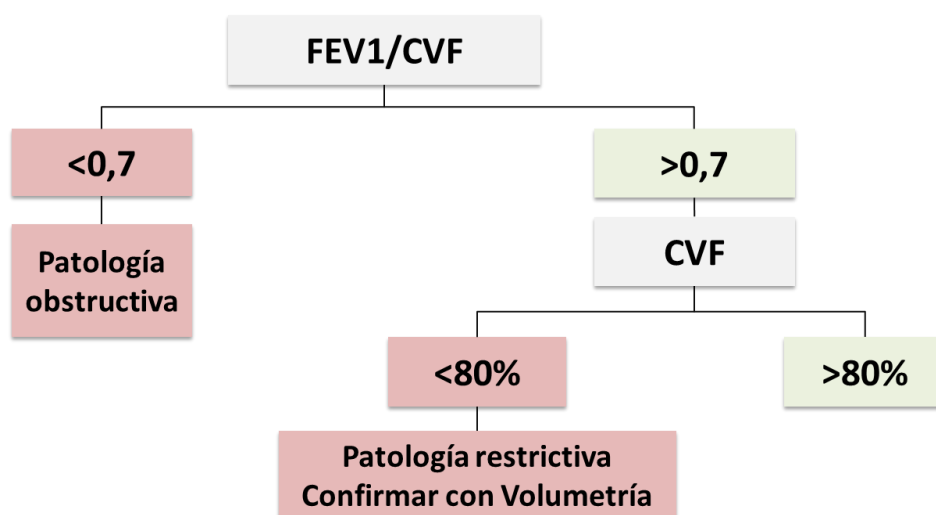 FEV1/CVF
<0,7
>0,7
Patología
obstructiva
CVF
<80%
>80%
Patología restrictiva
Confirmar con Volumetría